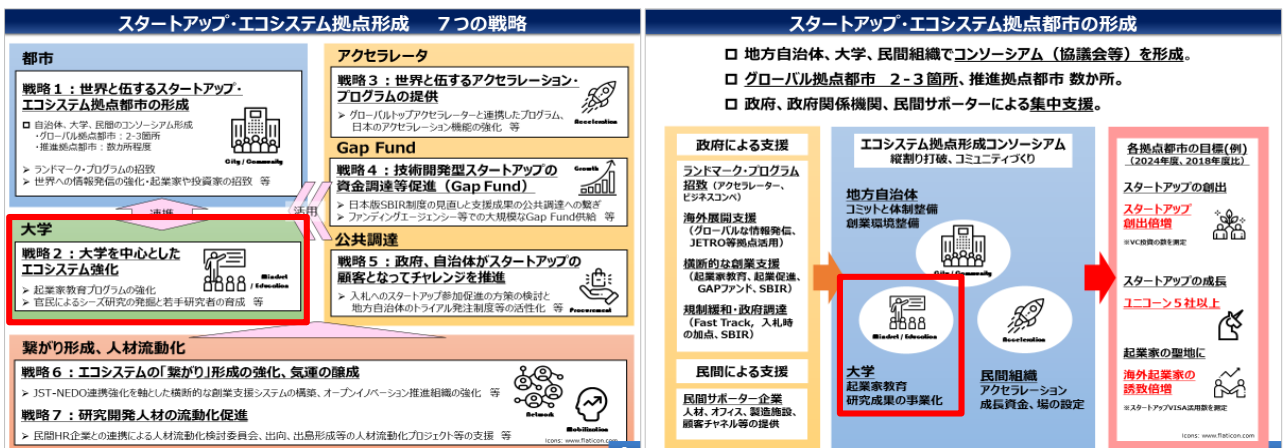 スタートアップ・エコシステム拠点形成　７つの戦略
都市
戦略１：世界と伍するスタートアップ・
エコシステム拠点都市の形成
□ 自治体、大学、民間のコンソーシアム形成
・グローバル拠点都市：2-3箇所
・推進拠点都市：数か所程度
City / Community
➢ ランドマーク・プログラムの招致
➢ 世界への情報発信の強化・起業家や投資家の招致　等
連携
大学
戦略２：大学を中心とした
エコシステム強化
Mindset
/ Education
➢ 起業家教育プログラムの強化
➢ 官民によるシーズ研究の発掘と若手研究者の育成　等
活用
アクセラレータ
戦略３：世界と伍するアクセラレーション・
プログラムの提供
➢ グローバルトップアクセラレーターと連携したプログラム、
日本のアクセラレーション機能の強化　等
Acceleration
Gap Fund
戦略４：技術開発型スタートアップの
資金調達等促進（Gap Fund）
Growth
➢ 日本版SBIR制度の見直しと支援成果の公共調達への繋ぎ
➢ ファンディングエージェンシー等での大規模なGap Fund供給　等
公共調達
戦略５：政府、自治体がスタートアップの
顧客となってチャレンジを推進
➢ 入札へのスタートアップ参加促進の方策の検討と
地方自治体のトライアル発注制度等の活性化　等
Procurement
繋がり形成、人材流動化
戦略６：エコシステムの「繋がり」形成の強化、気運の醸成
➢ JST-NEDO連携強化を軸とした横断的な創業支援システムの構築、オープンイノベーション推進組織の強化　等
Network
戦略７：研究開発人材の流動化促進
➢ 民間HR企業との連携による人材流動化検討委員会、出向、出島形成等の人材流動化プロジェクト等の支援　等
Mobilization
Icons: www.flaticon.com
スタートアップ・エコシステム拠点都市の形成
□ 地方自治体、大学、民間組織でコンソーシアム（協議会等）を形成。
□ グローバル拠点都市　２-３箇所、推進拠点都市 数か所。
□ 政府、政府関係機関、民間サポーターによる集中支援。
政府による支援
ランドマーク・プログラム
招致（アクセラレーター、
ビジネスコンペ）
海外展開支援
（グローバルな情報発信、
JETRO等拠点活用）
横断的な創業支援
（起業家教育、起業促進、
GAPファンド、SBIR）
規制緩和・政府調達
（Fast Track，入札時
の加点、SBIR）
民間による支援
民間サポーター企業
人材、オフィス、製造施設、
顧客チャネル等の提供
エコシステム拠点形成コンソーシアム
縦割り打破、コミュニティづくり
地方自治体
コミットと体制整備
創業環境整備
City / Community
Mindset / Education
Acceleration
大学
起業家教育
研究成果の事業化
民間組織
アクセラレーション
成長資金、場の設定
各拠点都市の目標(例)
（2024年度、2018年度比）
スタートアップの創出
スタートアップ
創出倍増
※VC投資の数を測定
スタートアップの成長
ユニコーン５社以上
起業家の聖地に
海外起業家の
誘致倍増
※スタートアップVISA活用数を測定
Icons: www.flaticon.com